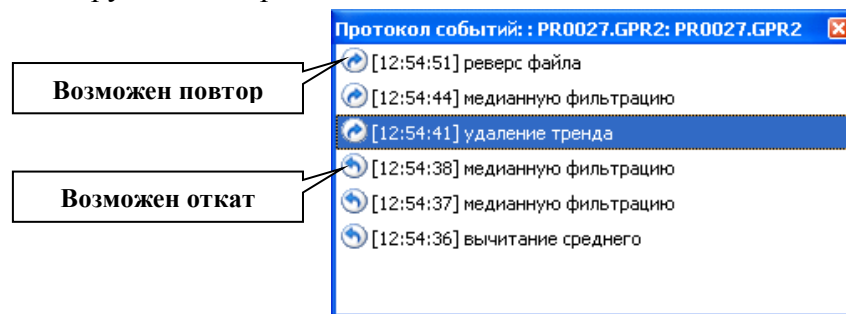 Протокол событий: : PR0027.GPR2: PR0027.GPR2
[12:54:51] реверс файла
Возможен повтор
[12:54:44] медианную фильтрацию
[12:54:41] удаление тренда
[12:54:38] медианную фильтрацию
Возможен откат
[12:54:37] медианную фильтрацию
[12:54:36] вычитание среднего